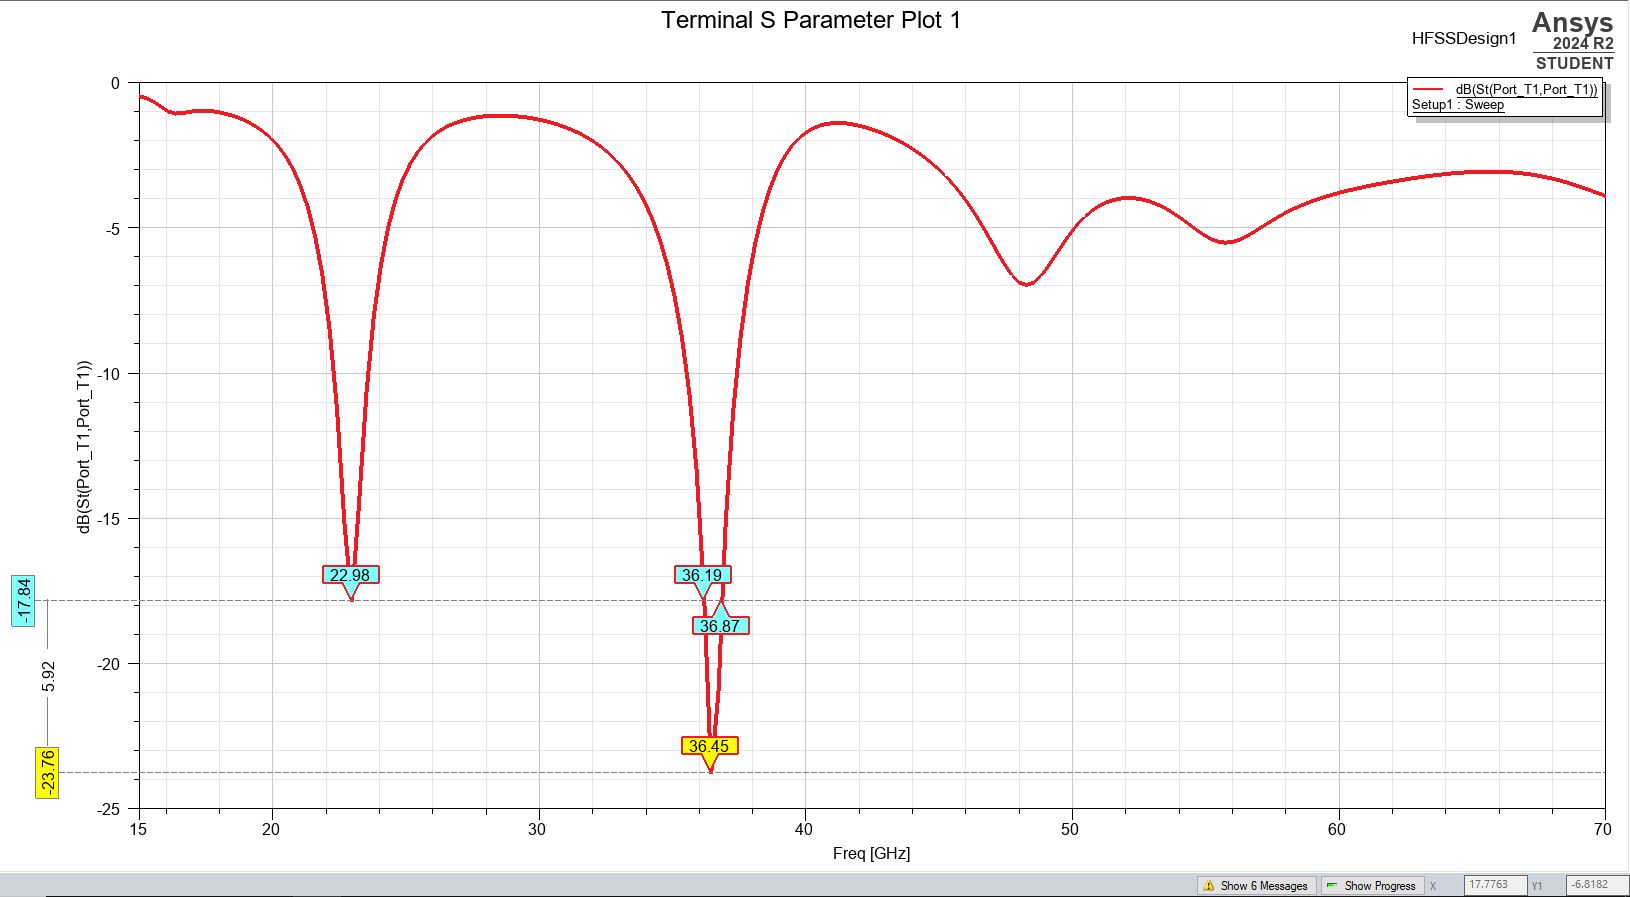 Terminal S Parameter Plot 1
HFSSDesign1
Ansys
2024 R2
STUDENT
dB(St(Port_T1,Port_T1))
Setup1 : Sweep
dB(St(Port_T1,Port_T1))
0
-5
-10
-15
-20
-25
-17.84
5.92
-23.76
22.98
36.19
36.87
36.45
15
20
30
40
50
60
70
Freq [GHz]
Show 6 Messages
Show Progress
X
17.7763
Y1
-6.8182